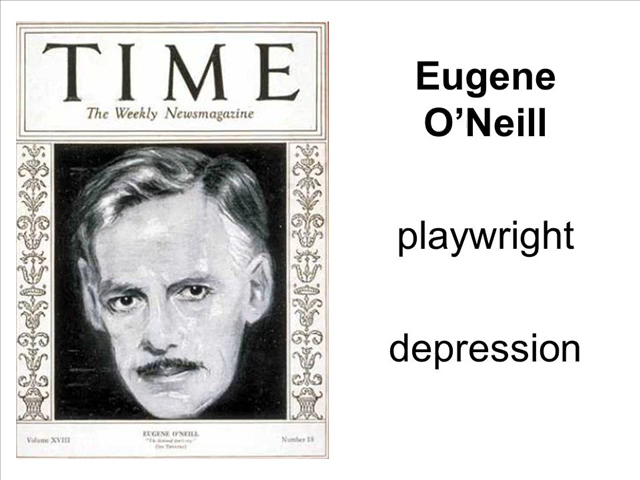 TIME
The Weekly Newsmagazine
Eugene
O’Neill
playwright
depression
EUGENE O'NEILL
Volume XVIII
Number 18